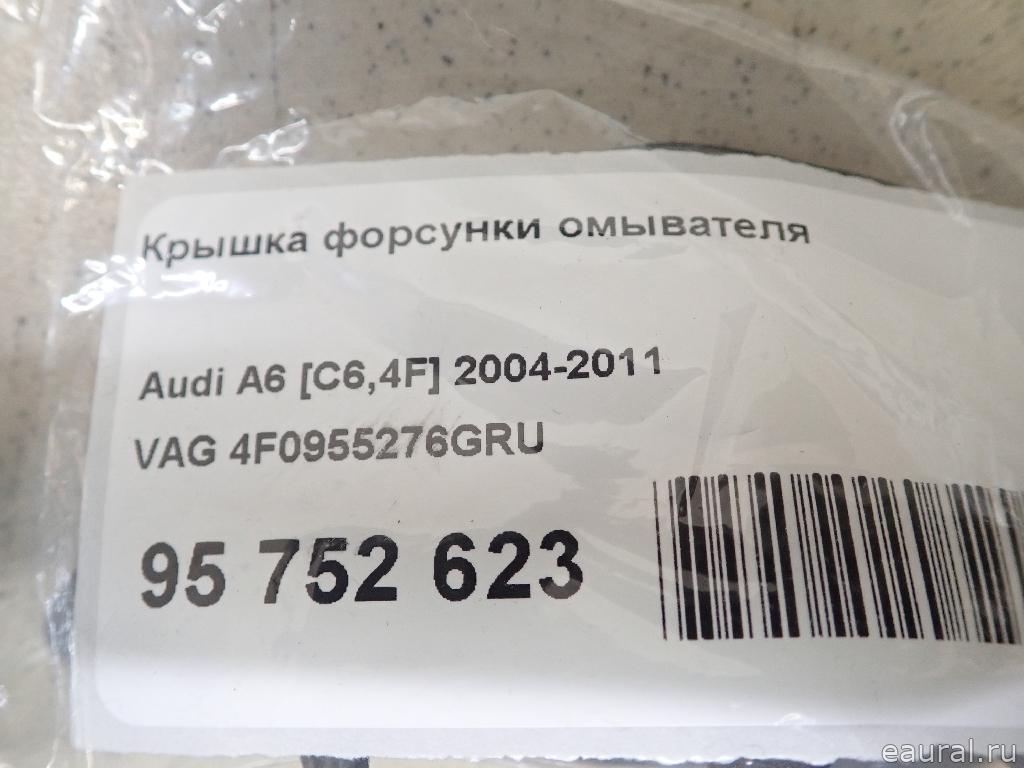 Крышка форсунки омывателя
Audi A6 [C6,4F] 2004-2011
VAG 4F0955276GRU
95 752 623
eaural.ru